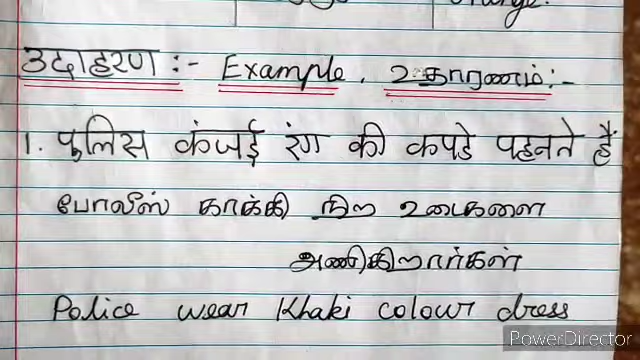 उदाहरण :- Example, உதாரணம்:-
1. पुलिस कंजई रंग की कपडे पहनते हैं
போலீஸ் காக்கி நிற உடைகளை
அணிகிறார்கள்
Police wear Khaki colour dress
PowerDirector